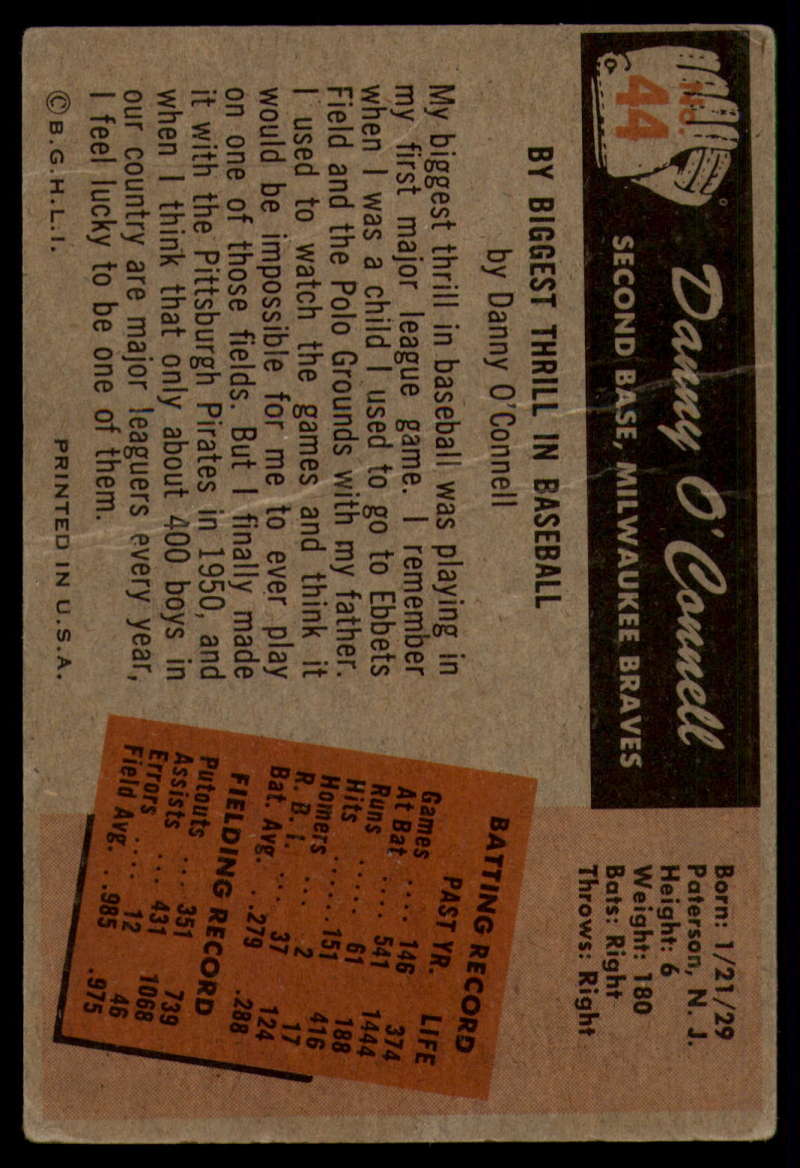 No.
44
Danny O'Connell
SECOND BASE, MILWAUKEE BRAVES
Born: 1/21/29
Paterson, N. J.
Height: 6
Weight: 180
Bats: Right
Throws: Right
BY BIGGEST THRILL IN BASEBALL
by Danny O'Connell
My biggest thrill in baseball was playing in
my first major league game. I remember
when I was a child I used to go to Ebbets
Field and the Polo Grounds with my father.
I used to watch the games and think it
would be impossible for me to ever play
on one of those fields. But I finally made
it with the Pittsburgh Pirates in 1950, and
when I think that only about 400 boys in
our country are major leaguers every year,
I feel lucky to be one of them.
© B.G.H.L.I. PRINTED IN U.S.A.
BATTING RECORD
PAST YR. LIFE
Games .... 146 374
At Bat .... 541 1444
Runs ..... 61 188
Hits ...... 151 416
Homers ... 2 17
R. B. I. ... 37 124
Bat. Avg. . .279 .288
FIELDING RECORD
Putouts ... 351 739
Assists ... 431 1068
Errors .... 12 46
Field Avg. . .985 .975